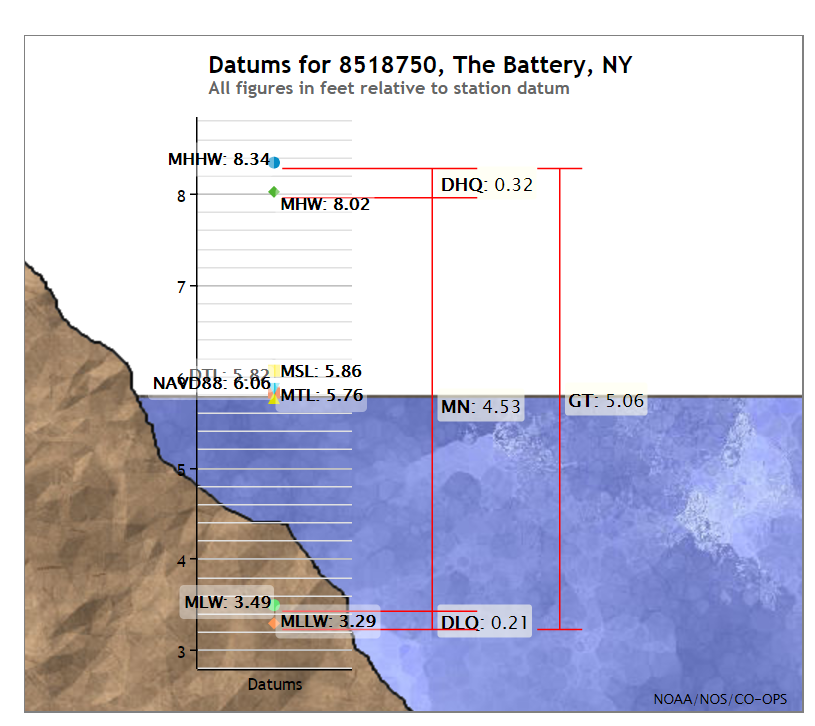 Datums for 8518750, The Battery, NY
All figures in feet relative to station datum
MHHW: 8.34
DHQ: 0.32
8
MHW: 8.02
7
DTL: 5.82
MSL: 5.86
6
NAVD88: 6.06
MTL: 5.76
MN: 4.53
GT: 5.06
5
4
MLW: 3.49
MLLW: 3.29
DLQ: 0.21
3
Datums
NOAA/NOS/CO-OPS